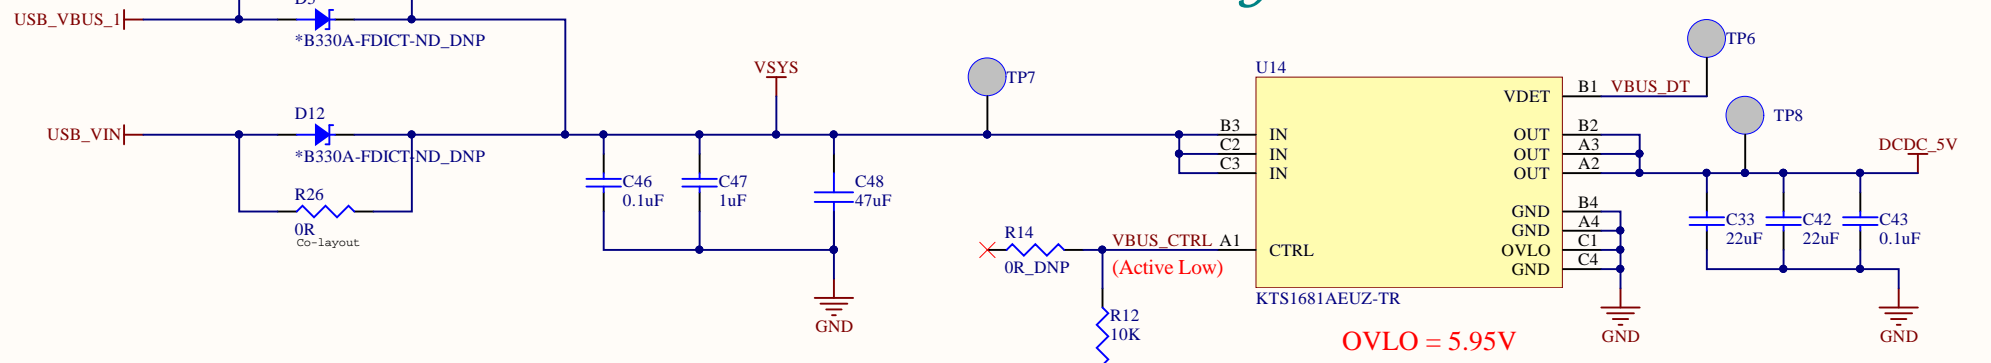 D3
USB_VBUS_1
*B330A-FDICT-ND_DNP
TP6
VSYS
U14
TP7
B1 VBUS_DT
VDET
D12
TP8
USB_VIN
B3 IN
OUT B2
C2 IN
OUT A3
DCDC_5V
*B330A-FDICT-ND_DNP
C3 IN
OUT A2
C46
0.1uF
C47
1uF
C48
47uF
R26
0R
Co-layout
GND B4
GND A4
OVLO C1
GND C4
C33
22uF
C42
22uF
C43
0.1uF
R14
0R_DNP
VBUS_CTRL A1
CTRL
(Active Low)
KTS1681AEUZ-TR
R12
10K
GND
GND
GND
OVLO = 5.95V